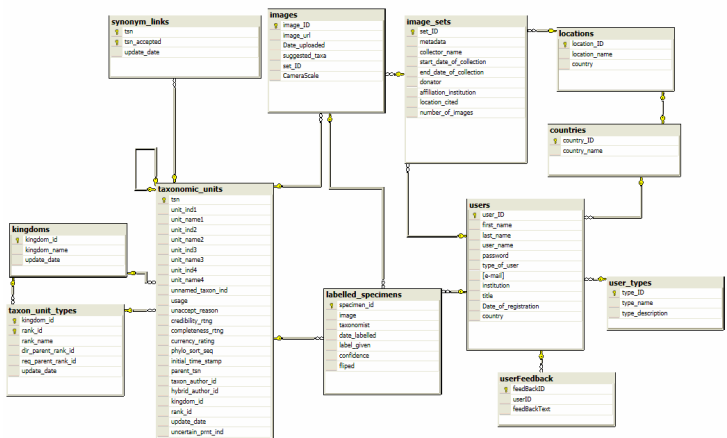 synonym_links
tsn
tsn_accepted
update_date
images
image_ID
image_url
Date_uploaded
suggested_taxa
set_ID
CameraScale
image_sets
set_ID
metadata
collector_name
start_date_of_collection
end_date_of_collection
donator
affiliation_institution
location_cited
number_of_images
locations
location_ID
location_name
country
countries
country_ID
country_name
taxonomic_units
tsn
unit_ind1
unit_name1
unit_ind2
unit_name2
unit_ind3
unit_name3
unit_ind4
unit_name4
unnamed_taxon_ind
usage
unaccept_reason
credibility_rtng
completeness_rtng
currency_rating
phylo_sort_seq
initial_time_stamp
parent_tsn
taxon_author_id
hybrid_author_id
kingdom_id
rank_id
update_date
uncertain_prnt_ind
kingdoms
kingdom_id
kingdom_name
update_date
taxon_unit_types
kingdom_id
rank_id
rank_name
dir_parent_rank_id
req_parent_rank_id
update_date
labelled_specimens
specimen_id
image
taxonomist
date_labelled
label_given
confidence
fliped
users
user_ID
first_name
last_name
user_name
password
type_of_user
[e-mail]
institution
title
Date_of_registration
country
user_types
type_ID
type_name
type_description
userFeedback
feedBackID
userID
feedBackText